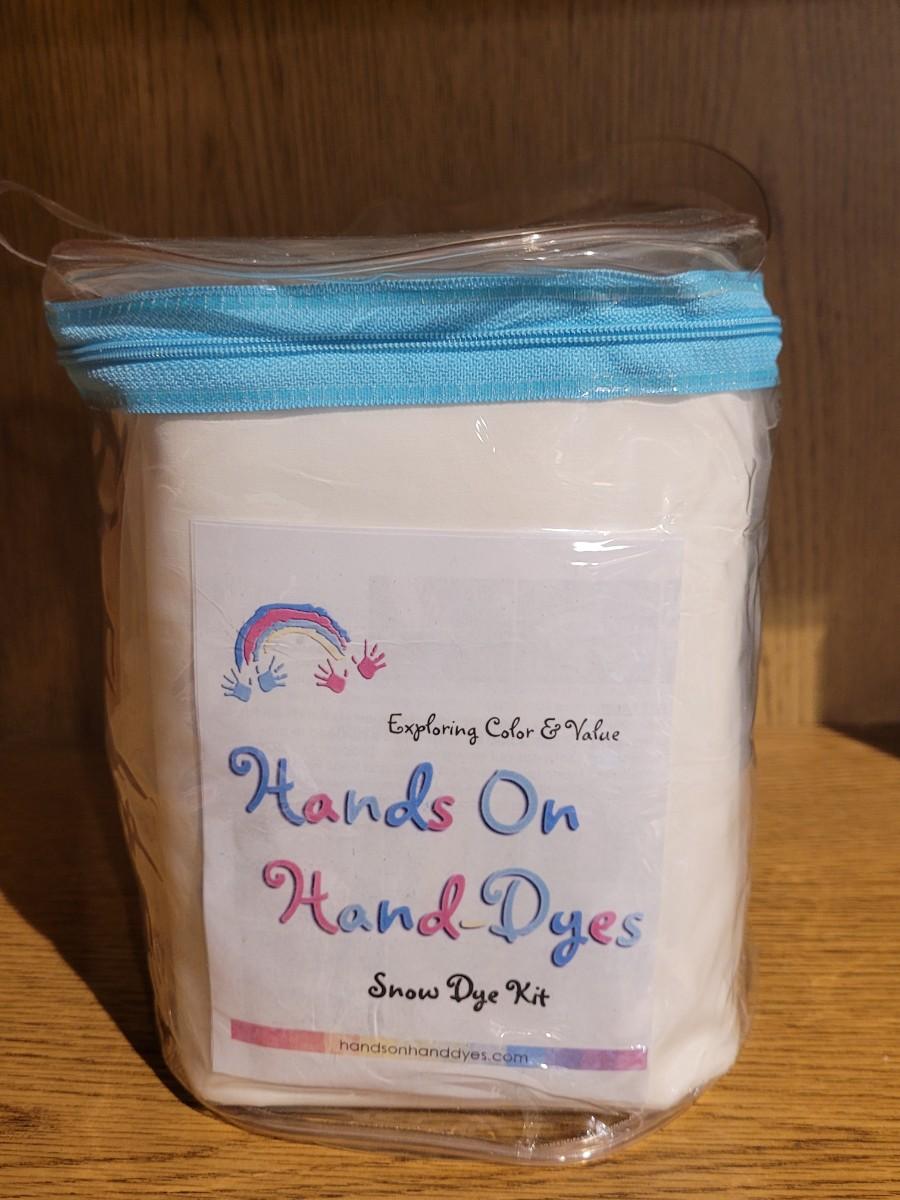 Exploring Color & Value
Hands On
Hand-Dyes
Snow Dye Kit
handsonhanddyes.com